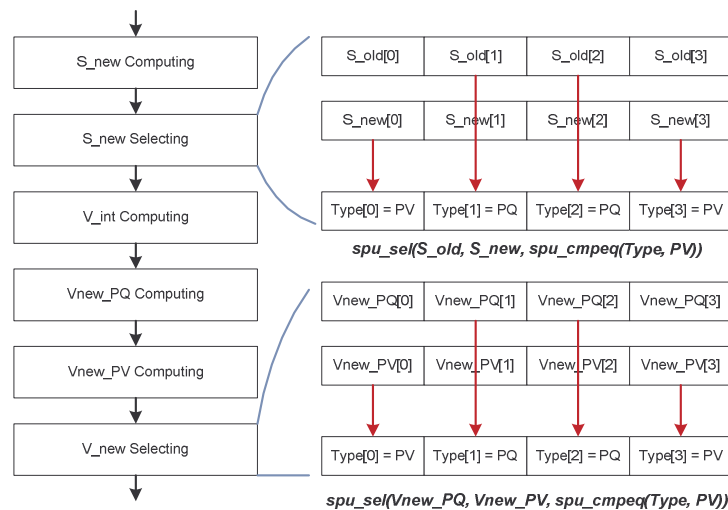 S_new Computing
S_new Selecting
V_int Computing
Vnew_PQ Computing
Vnew_PV Computing
V_new Selecting
S_old[0] S_old[1] S_old[2] S_old[3]
S_new[0] S_new[1] S_new[2] S_new[3]
Type[0] = PV Type[1] = PQ Type[2] = PQ Type[3] = PV
spu_sel(S_old, S_new, spu_cmpeq(Type, PV))
Vnew_PQ[0] Vnew_PQ[1] Vnew_PQ[2] Vnew_PQ[3]
Vnew_PV[0] Vnew_PV[1] Vnew_PV[2] Vnew_PV[3]
Type[0] = PV Type[1] = PQ Type[2] = PQ Type[3] = PV
spu_sel(Vnew_PQ, Vnew_PV, spu_cmpeq(Type, PV))